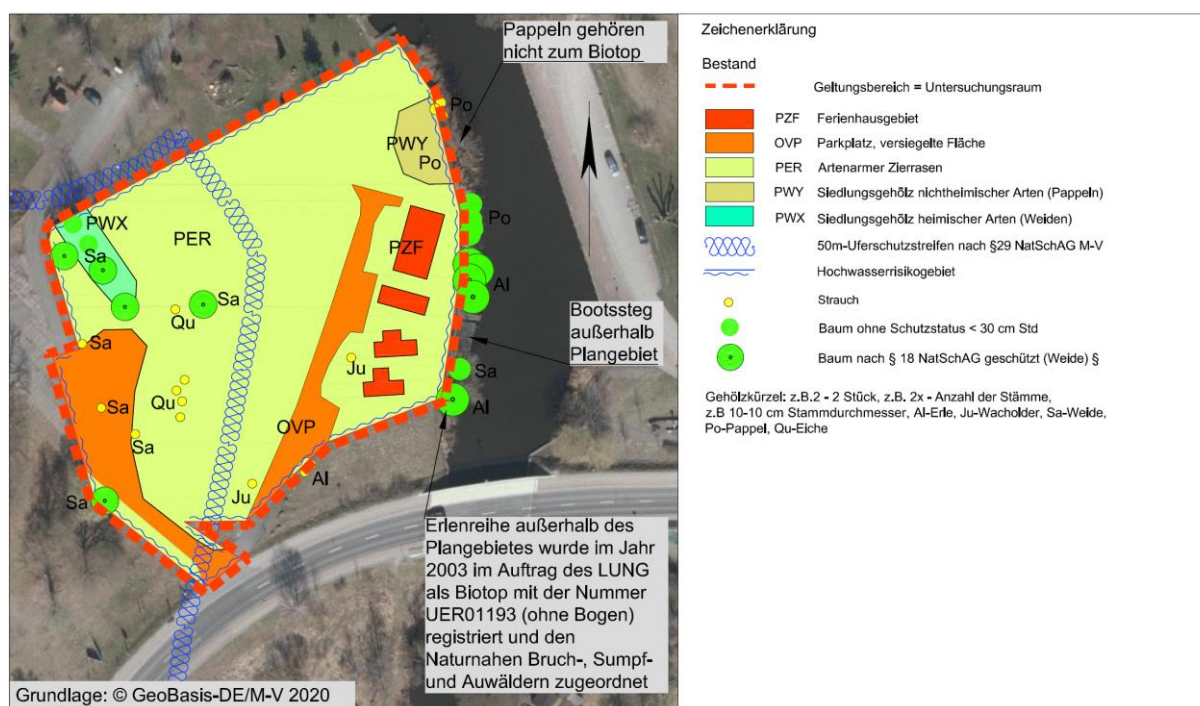 Pappeln gehören
nicht zum Biotop
Po
PWY
Po
PWX
PER
Po
Sa
PZF
Sa
Al
Qu
Bootssteg
außerhalb
Plangebiet
Sa
Ju
Sa
Qu
Sa
OVP
Al
Sa
Al
Sa
Ju
Erlenreihe außerhalb des
Plangebietes wurde im Jahr
2003 im Auftrag des LUNG
als Biotop mit der Nummer
UER01193 (ohne Bogen)
registriert und den
Naturnahen Bruch-, Sumpf-
und Auwäldern zugeordnet
Grundlage: © GeoBasis-DE/M-V 2020
Zeichenerklärung
Bestand
Geltungsbereich = Untersuchungsraum
PZF Ferienhausgebiet
OVP Parkplatz, versiegelte Fläche
PER Artenarmer Zierrasen
PWY Siedlungsgehölz nichtheimischer Arten (Pappeln)
PWX Siedlungsgehölz heimischer Arten (Weiden)
50m-Uferschutzstreifen nach §29 NatSchAG M-V
Hochwasserrisikogebiet
Strauch
Baum ohne Schutzstatus < 30 cm Std
Baum nach § 18 NatSchAG geschützt (Weide) §
Gehölzkürzel: z.B.2 - 2 Stück, z.B. 2x - Anzahl der Stämme,
z.B 10-10 cm Stammdurchmesser, Al-Erle, Ju-Wacholder, Sa-Weide,
Po-Pappel, Qu-Eiche